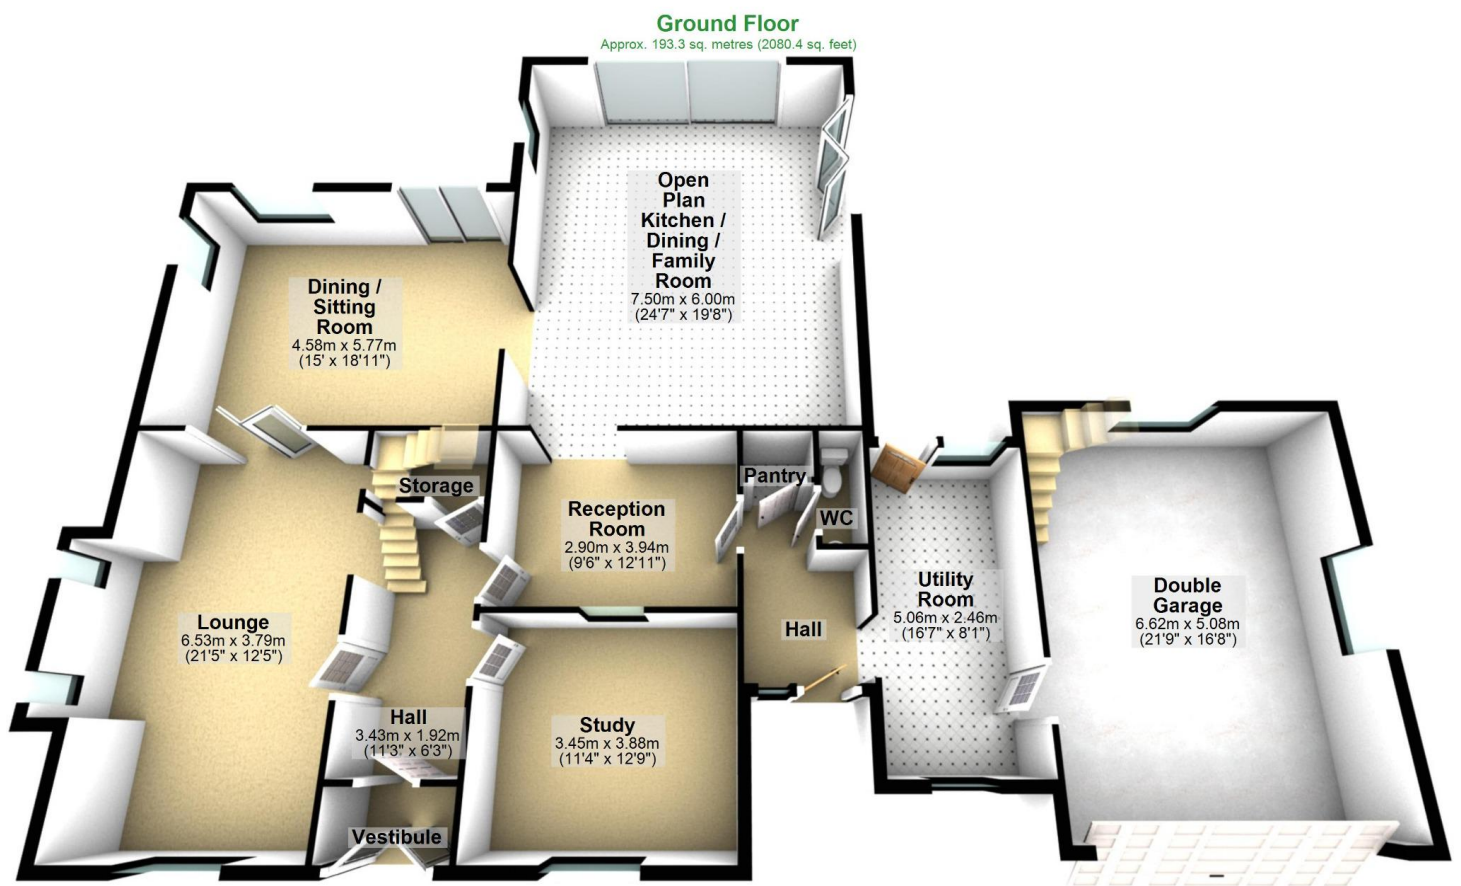 Ground Floor
Approx. 193.3 sq. metres (2080.4 sq. feet)
Open
Plan
Kitchen /
Dining /
Family
Room
7.50m x 6.00m
(24'7" x 19'8")
Dining /
Sitting
Room
4.58m x 5.77m
(15' x 18'11")
Storage
Pantry
WC
Reception
Room
2.90m x 3.94m
(9'6" x 12'11")
Utility
Room
5.06m x 2.46m
(16'7" x 8'1")
Double
Garage
6.62m x 5.08m
(21'9" x 16'8")
Lounge
6.53m x 3.79m
(21'5" x 12'5")
Hall
Hall
3.43m x 1.92m
(11'3" x 6'3")
Study
3.45m x 3.88m
(11'4" x 12'9")
Vestibule